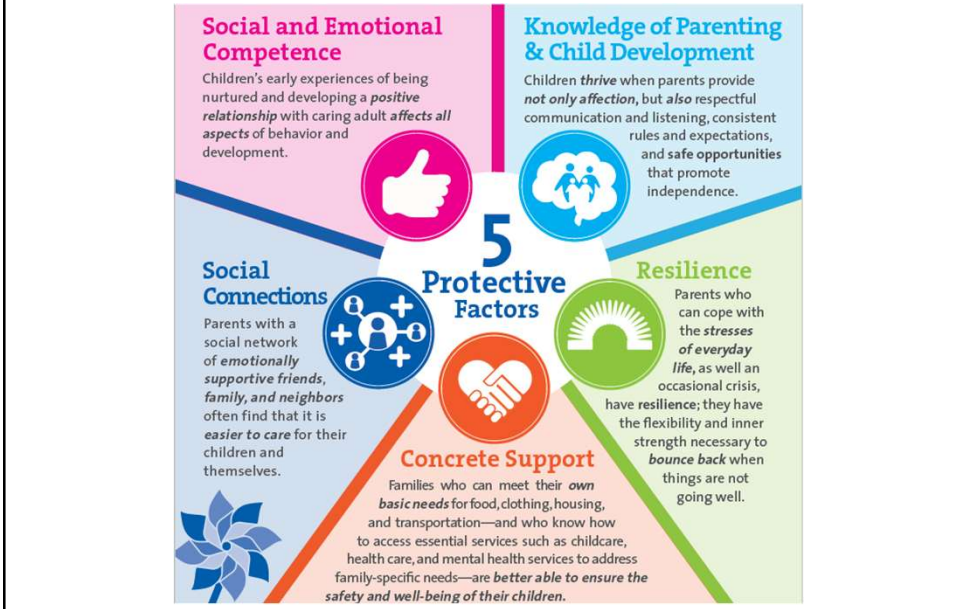 Social and Emotional
Competence
Children's early experiences of being
nurtured and developing a positive
relationship with caring adult affects all
aspects of behavior and
development.
Knowledge of Parenting
& Child Development
Children thrive when parents provide
not only affection, but also respectful
communication and listening, consistent
rules and expectations,
and safe opportunities
that promote
independence.
5
Protective
Factors
Social
Connections
Parents with a
social network
of emotionally
supportive friends,
family, and neighbors
often find that it is
easier to care for their
children and
themselves.
Resilience
Parents who
can cope with
the stresses
of everyday
life, as well an
occasional crisis,
have resilience; they have
the flexibility and inner
strength necessary to
bounce back when
things are not
going well.
Concrete Support
Families who can meet their own
basic needs for food, clothing, housing,
and transportation—and who know how
to access essential services such as childcare,
health care, and mental health services to address
family-specific needs—are better able to ensure the
safety and well-being of their children.